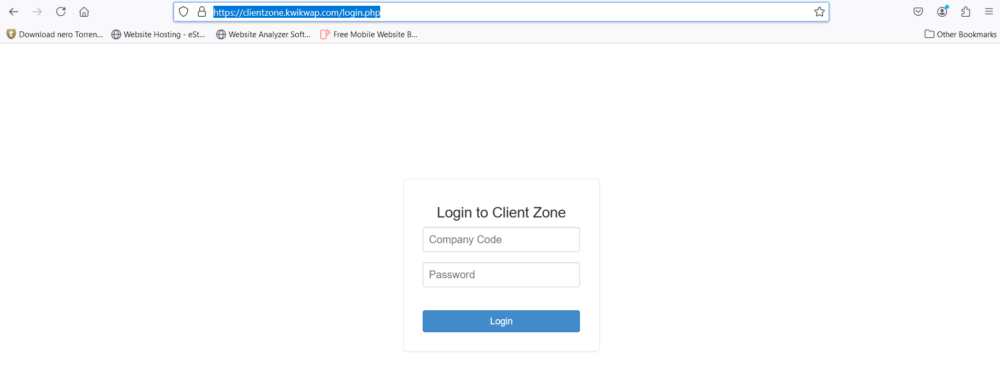 https://clientzone.kwikwap.com/login.php
Download nero Torren... Website Hosting - eSt... Website Analyzer Soft... Free Mobile Website B... Other Bookmarks
Login to Client Zone
Company Code
Password
Login